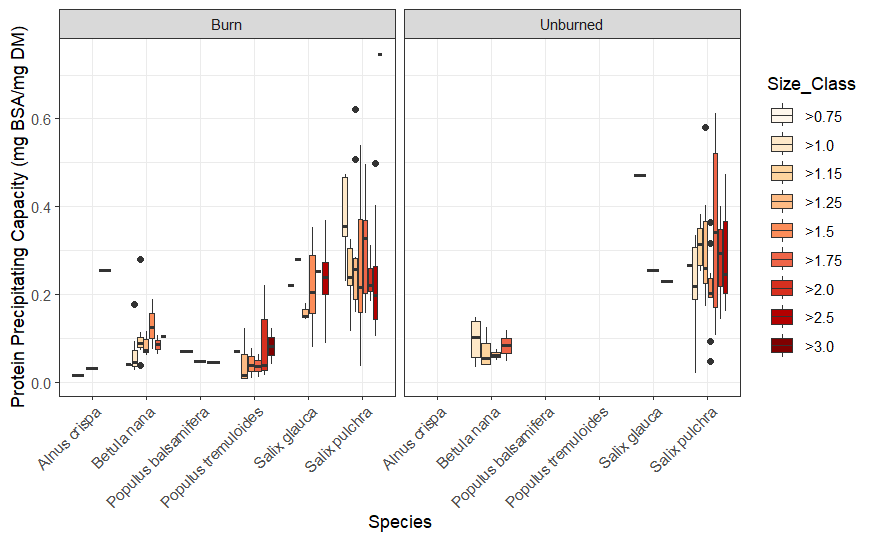 Burn
Unburned
Protein Precipitating Capacity (mg BSA/mg DM)
0.6
0.4
0.2
0.0
Alnus crispa
Betula nana
Populus balsamifera
Populus tremuloides
Salix glauca
Salix pulchra
Alnus crispa
Betula nana
Populus balsamifera
Populus tremuloides
Salix glauca
Salix pulchra
Species
Size_Class
>0.75
>1.0
>1.15
>1.25
>1.5
>1.75
>2.0
>2.5
>3.0